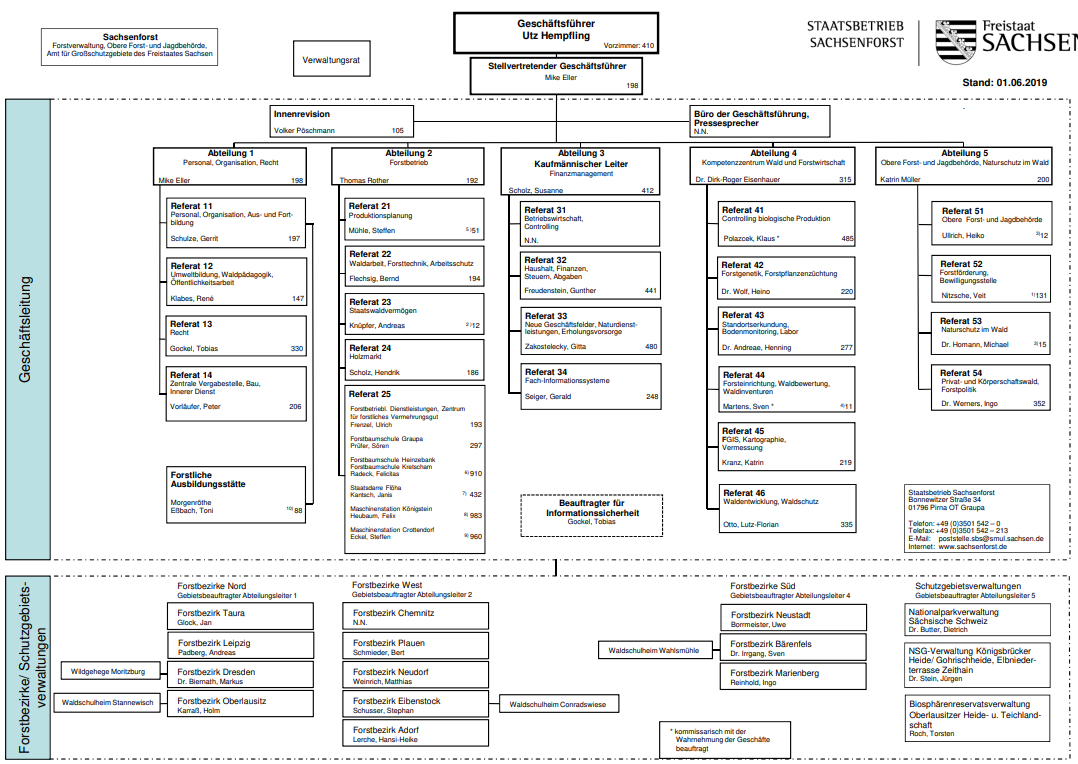 Sachsenforst
Forstverwaltung, Obere Forst- und Jagdbehörde,
Amt für Großschutzgebiete des Freistaates Sachsen
Verwaltungsrat
Geschäftsführer
Utz Hempfling
Vorzimmer: 410
Stellvertretender Geschäftsführer
Mike Eller
198
STAATSBETRIEB
SACHSENFORST
Freistaat
SACHSEN
Stand: 01.06.2019
Geschäftsleitung
Innenrevision
Volker Pöschmann 105
Büro der Geschäftsführung,
Pressesprecher
N.N.
Abteilung 1
Personal, Organisation, Recht
Mike Eller 198
Referat 11
Personal, Organisation, Aus- und Fort-
bildung
Schulze, Gerrit 197
Referat 12
Umweltbildung, Waldpädagogik,
Öffentlichkeitsarbeit
Klabes, René 147
Referat 13
Recht
Gockel, Tobias 330
Referat 14
Zentrale Vergabestelle, Bau,
Innerer Dienst
Vorläufer, Peter 206
Forstliche
Ausbildungsstätte
Morgenröthe
Eßbach, Toni 10) 88
Abteilung 2
Forstbetrieb
Thomas Rother 192
Referat 21
Produktionsplanung
Mühle, Steffen 5) 51
Referat 22
Waldarbeit, Forsttechnik, Arbeitsschutz
Flechsig, Bernd 194
Referat 23
Staatswaldvermögen
Knüpfer, Andreas 2) 12
Referat 24
Holzmarkt
Scholz, Hendrik 186
Referat 25
Forstbetriebl. Dienstleistungen, Zentrum
für forstliches Vermehrungsgut
Frenzel, Ulrich 193
Forstbaumschule Graupa
Prüfer, Sören 297
Forstbaumschule Heinzebank
Forstbaumschule Kretscham
Radeck, Felicitas 6) 910
Staatsdarre Flöha
Kantsch, Janis 7) 432
Maschinenstation Königstein
Heubaum, Felix 8) 983
Maschinenstation Crottendorf
Eckel, Steffen 9) 960
Abteilung 3
Kaufmännischer Leiter
Finanzmanagement
Scholz, Susanne 412
Referat 31
Betriebswirtschaft,
Controlling
N.N.
Referat 32
Haushalt, Finanzen,
Steuern, Abgaben
Freudenstein, Gunther 441
Referat 33
Neue Geschäftsfelder, Naturdienst-
leistungen, Erholungsvorsorge
Zakostelecky, Gitta 480
Referat 34
Fach-Informationssysteme
Seiger, Gerald 248
Beauftragter für
Informationssicherheit
Gockel, Tobias
Abteilung 4
Kompetenzzentrum Wald und Forstwirtschaft
Dr. Dirk-Roger Eisenhauer 315
Referat 41
Controlling biologische Produktion
Polazcek, Klaus * 485
Referat 42
Forstgenetik, Forstpflanzenzüchtung
Dr. Wolf, Heino 220
Referat 43
Standortserkundung,
Bodenmonitoring, Labor
Dr. Andreae, Henning 277
Referat 44
Forsteinrichtung, Waldbewertung,
Waldinventuren
Martens, Sven * 4) 11
Referat 45
FGIS, Kartographie,
Vermessung
Kranz, Katrin 219
Referat 46
Waldentwicklung, Waldschutz
Otto, Lutz-Florian 335
Abteilung 5
Obere Forst- und Jagdbehörde, Naturschutz im Wald
Katrin Müller 200
Referat 51
Obere Forst- und Jagdbehörde
Ullrich, Heiko 3) 12
Referat 52
Forstförderung,
Bewilligungsstelle
Nitzsche, Veit 1) 131
Referat 53
Naturschutz im Wald
Dr. Homann, Michael 3) 15
Referat 54
Privat- und Körperschaftswald,
Forstpolitik
Dr. Werners, Ingo 352
Staatsbetrieb Sachsenforst
Bonnewitzer Straße 34
01796 Pirna OT Graupa
Telefon: +49 (0)3501 542 – 0
Telefax: +49 (0)3501 542 – 213
E-Mail: poststelle.sbs@smul.sachsen.de
Internet: www.sachsenforst.de
Forstbezirke/ Schutzgebiets-
verwaltungen
Forstbezirke Nord
Gebietsbeauftragter Abteilungsleiter 1
Forstbezirk Taura
Glock, Jan
Forstbezirk Leipzig
Padberg, Andreas
Wildgehege Moritzburg
Forstbezirk Dresden
Dr. Biernath, Markus
Waldschulheim Stannewisch
Forstbezirk Oberlausitz
Karraß, Holm
Forstbezirke West
Gebietsbeauftragter Abteilungsleiter 2
Forstbezirk Chemnitz
N.N.
Forstbezirk Plauen
Schmieder, Bert
Forstbezirk Neudorf
Weinrich, Matthias
Forstbezirk Eibenstock
Schusser, Stephan
Waldschulheim Conradswiese
Forstbezirk Adorf
Lerche, Hansi-Heike
Forstbezirke Süd
Gebietsbeauftragter Abteilungsleiter 4
Forstbezirk Neustadt
Borrmeister, Uwe
Waldschulheim Wahlsmühle
Forstbezirk Bärenfels
Dr. Irrgang, Sven
Forstbezirk Marienberg
Reinhold, Ingo
* kommissarisch mit der
Wahrnehmung der Geschäfte
beauftragt
Schutzgebietsverwaltungen
Gebietsbeauftragter Abteilungsleiter 5
Nationalparkverwaltung
Sächsische Schweiz
Dr. Butter, Dietrich
NSG-Verwaltung Königsbrücker
Heide/ Gohrischheide, Elbnieder-
terrasse Zeithain
Dr. Stein, Jürgen
Biosphärenreservatsverwaltung
Oberlausitzer Heide- u. Teichland-
schaft
Roch, Torsten